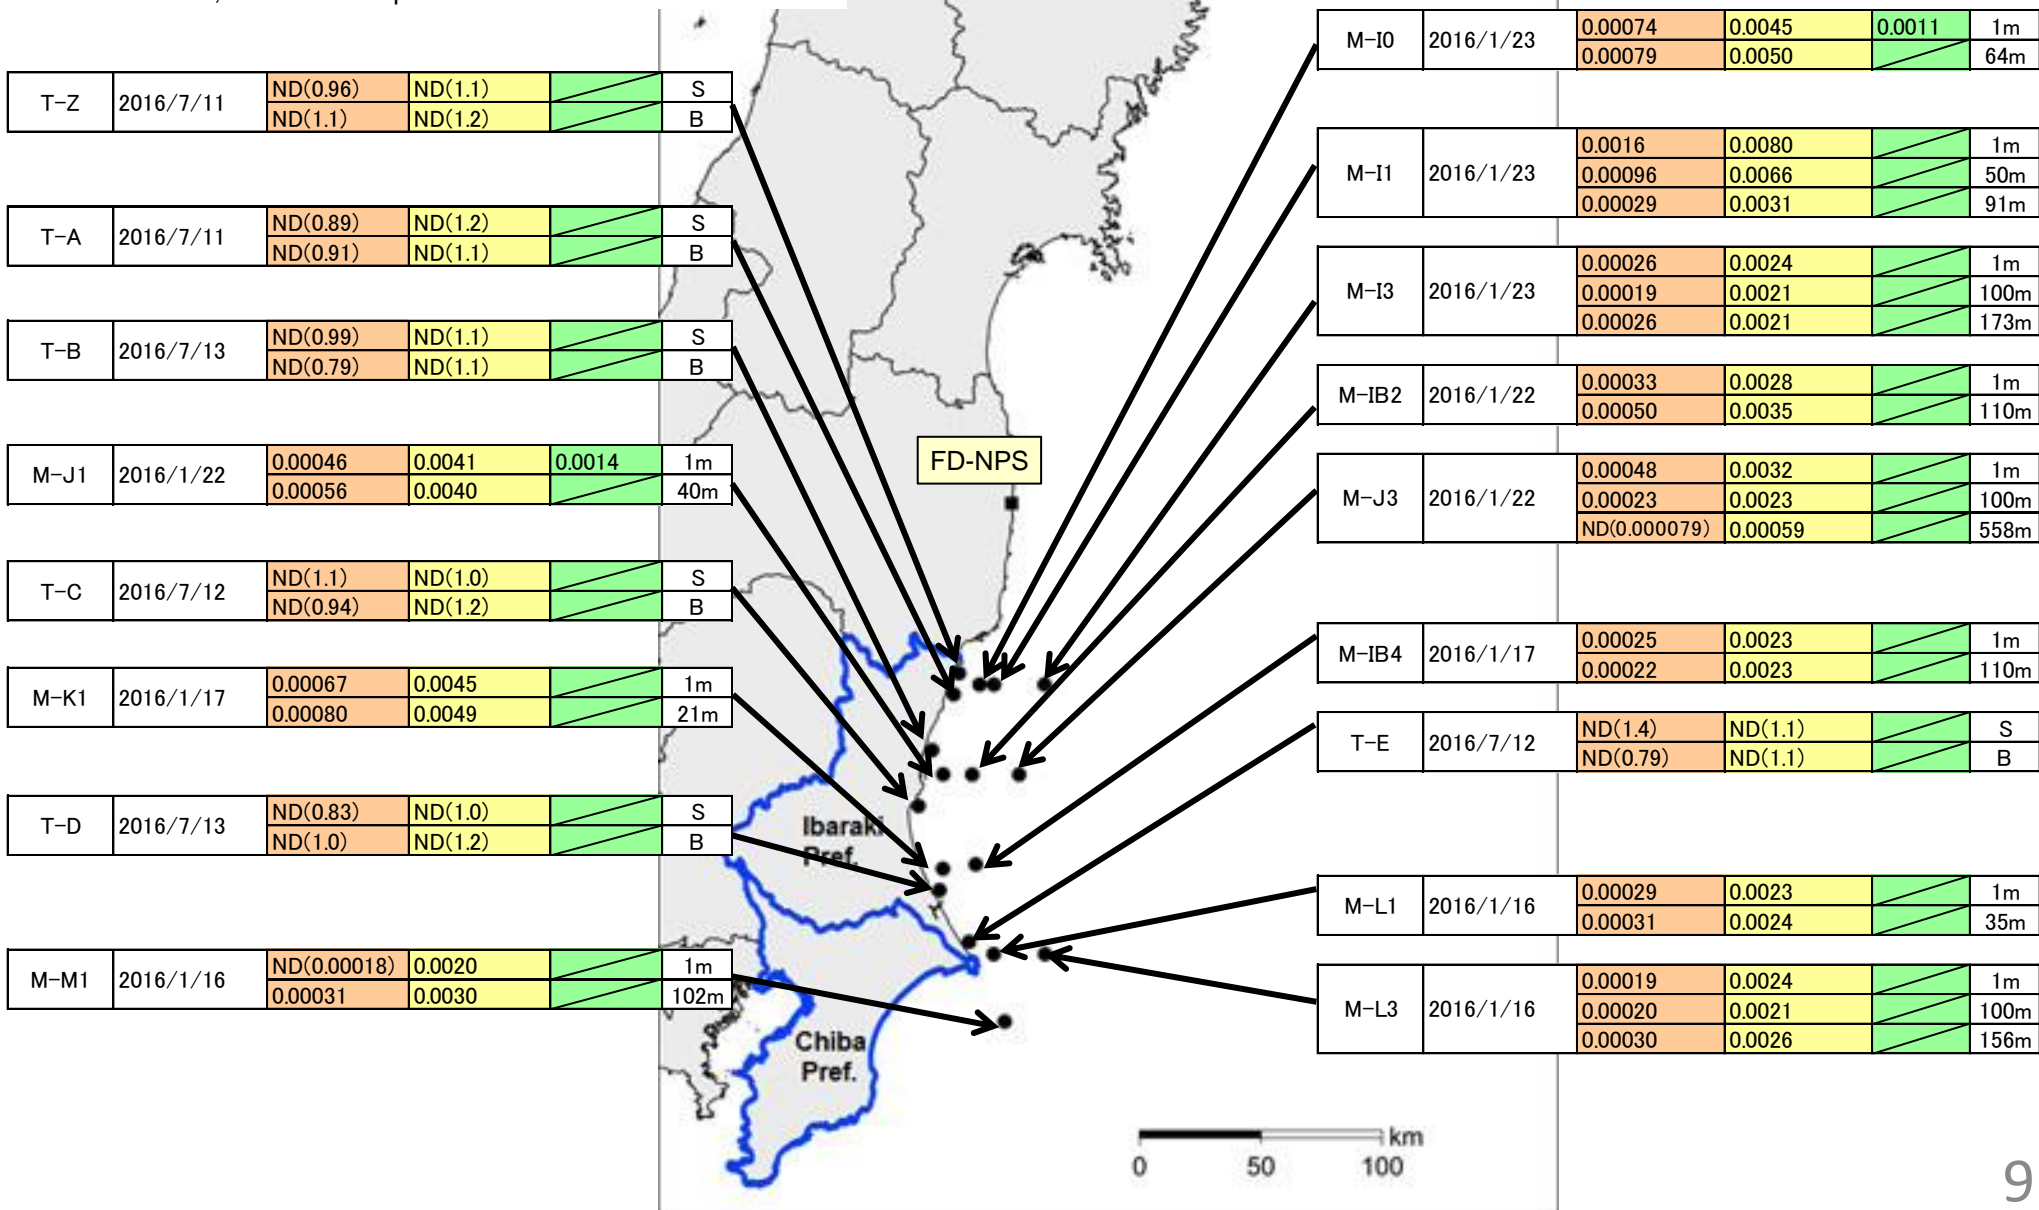 T-Z 2016/7/11 ND(0.96) ND(1.1) S
ND(1.1) ND(1.2) B
T-A 2016/7/11 ND(0.89) ND(1.2) S
ND(0.91) ND(1.1) B
T-B 2016/7/13 ND(0.99) ND(1.1) S
ND(0.79) ND(1.1) B
M-J1 2016/1/22 0.00046 0.0041 0.0014 1m
0.00056 0.0040 40m
T-C 2016/7/12 ND(1.1) ND(1.0) S
ND(0.94) ND(1.2) B
M-K1 2016/1/17 0.00067 0.0045 1m
0.00080 0.0049 21m
T-D 2016/7/13 ND(0.83) ND(1.0) S
ND(1.0) ND(1.2) B
M-M1 2016/1/16 ND(0.00018) 0.0020 1m
0.00031 0.0030 102m
FD-NPS
Ibaraki
Pref.
Chiba
Pref.
M-I0 2016/1/23 0.00074 0.0045 0.0011 1m
0.00079 0.0050 64m
M-I1 2016/1/23 0.0016 0.0080 1m
0.00096 0.0066 50m
0.00029 0.0031 91m
M-I3 2016/1/23 0.00026 0.0024 1m
0.00019 0.0021 100m
0.00026 0.0021 173m
M-IB2 2016/1/22 0.00033 0.0028 1m
0.00050 0.0035 110m
M-J3 2016/1/22 0.00048 0.0032 1m
0.00023 0.0023 100m
ND(0.000079) 0.00059 558m
M-IB4 2016/1/17 0.00025 0.0023 1m
0.00022 0.0023 110m
T-E 2016/7/12 ND(1.4) ND(1.1) S
ND(0.79) ND(1.1) B
M-L1 2016/1/16 0.00029 0.0023 1m
0.00031 0.0024 35m
M-L3 2016/1/16 0.00019 0.0024 1m
0.00020 0.0021 100m
0.00030 0.0026 156m
km
0 50 100
9